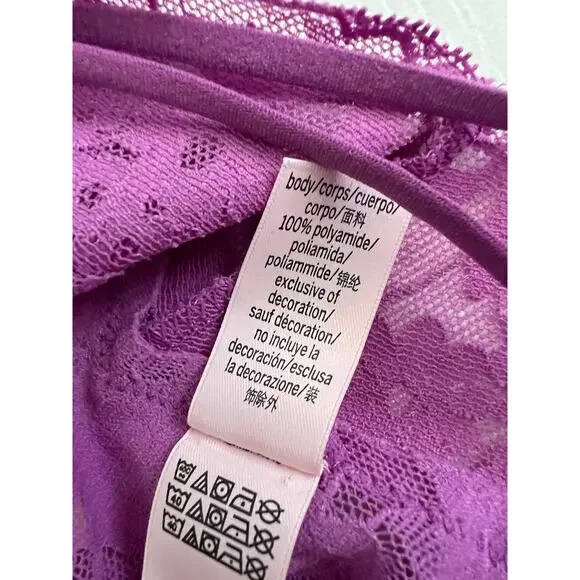 body/corps/cuerpo/
corpo/面料
100% polyamide/
poliamida/
poliammide/锦纶
exclusive of
decoration/
sauf décoration/
no incluye la
decoración/esclusa
la decorazione/装
饰除外